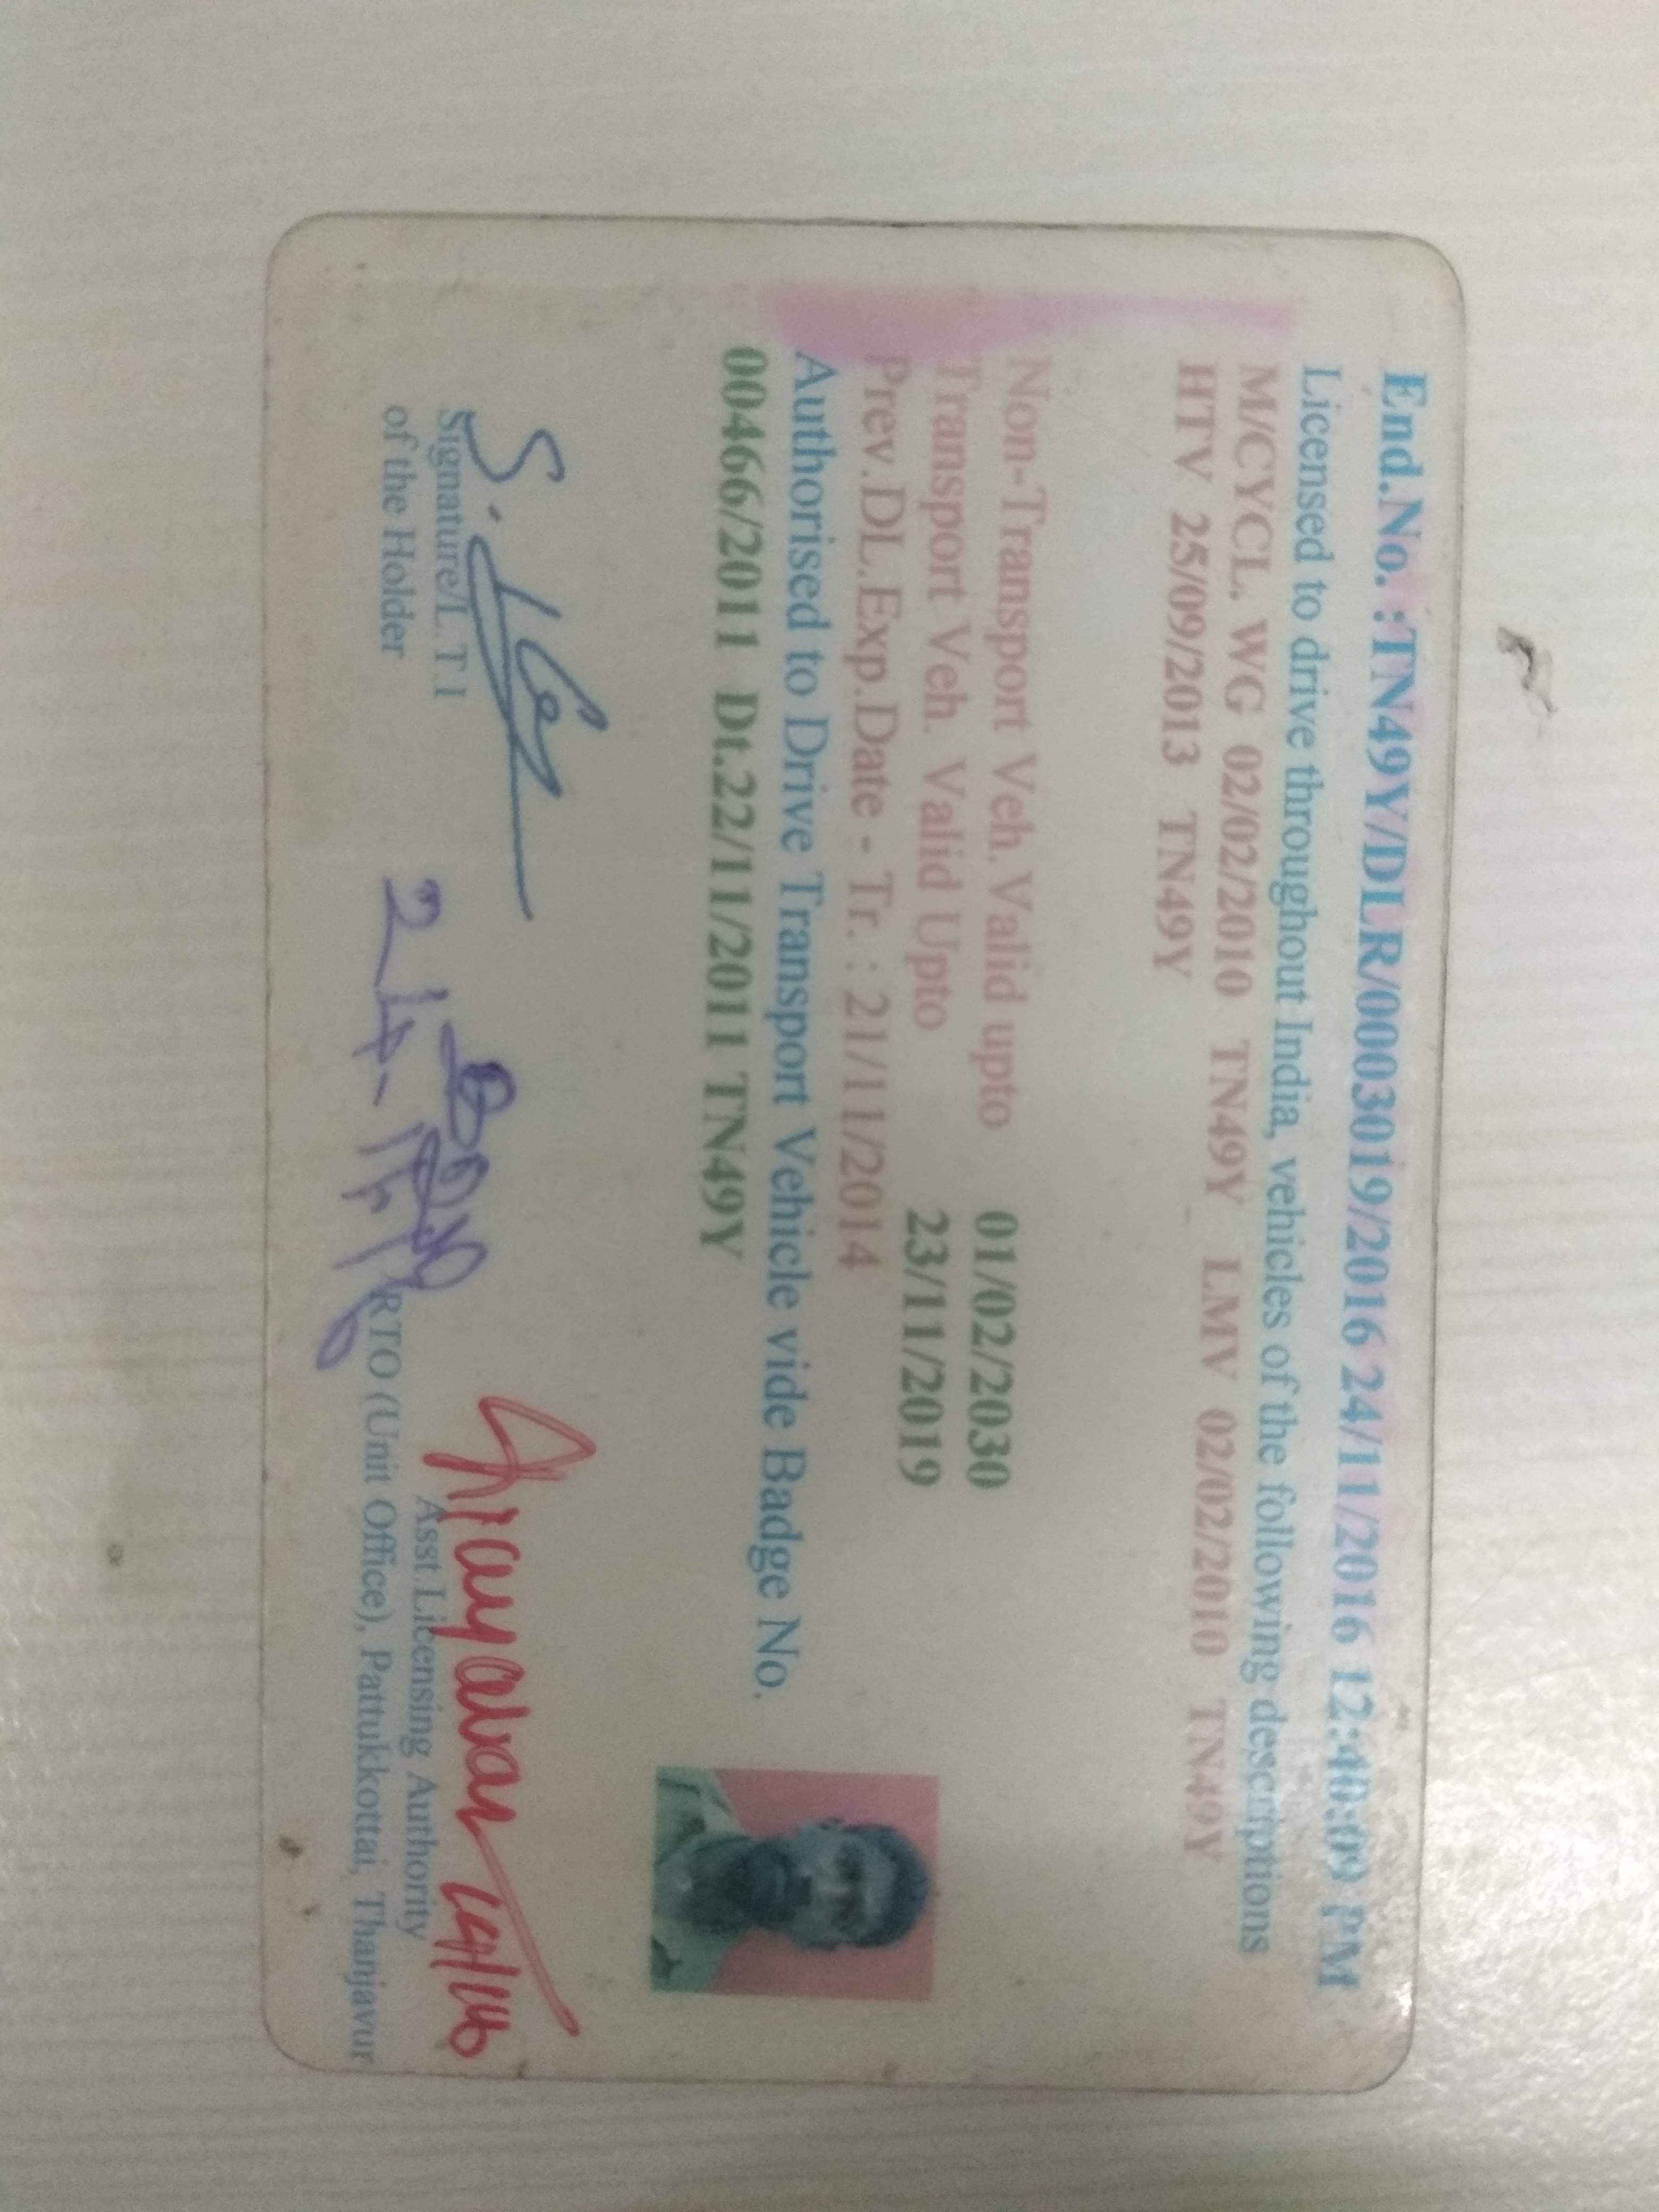 End.No. :TN49Y/DLR/0003019/2016 24/11/2016 12:40:09 PM
Licensed to drive throughout India, vehicles of the following descriptions
M/CYCL. WG 02/02/2010 TN49Y LMV 02/02/2010 TN49Y
HTV 25/09/2013 TN49Y
Non-Transport Veh. Valid upto 01/02/2030
Transport Veh. Valid Upto 23/11/2019
Prev.DL.Exp.Date - Tr. : 21/11/2014
Authorised to Drive Transport Vehicle vide Badge No.
00466/2011 Dt.22/11/2011 TN49Y
Signature/L.T.I
of the Holder
Asst Licensing Authority
RTO (Unit Office), Pattukkottai, Thanjavur